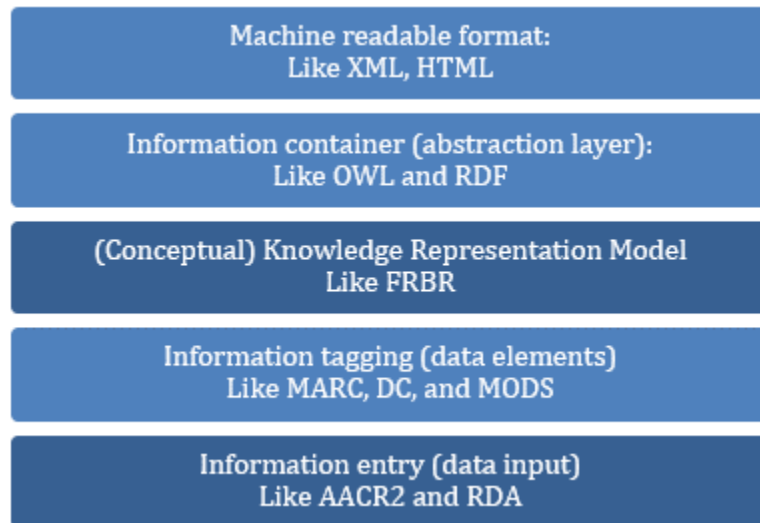 Machine readable format:
Like XML, HTML
Information container (abstraction layer):
Like OWL and RDF
(Conceptual) Knowledge Representation Model
Like FRBR
Information tagging (data elements)
Like MARC, DC, and MODS
Information entry (data input)
Like AACR2 and RDA